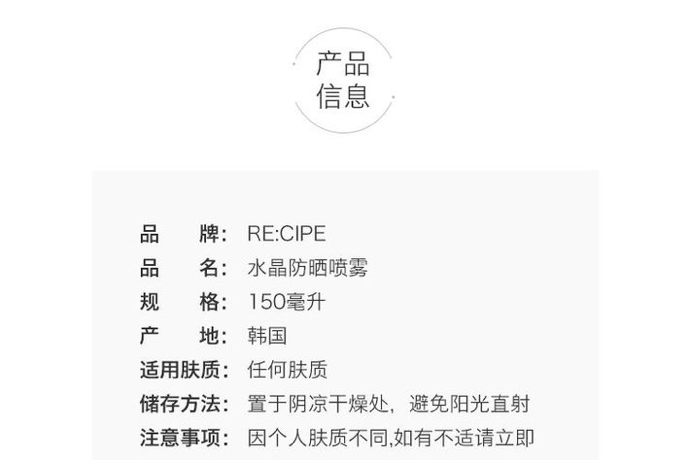 产品
信息
品　　牌： RE:CIPE
品　　名： 水晶防晒喷雾
规　　格： 150毫升
产　　地： 韩国
适用肤质： 任何肤质
储存方法： 置于阴凉干燥处，避免阳光直射
注意事项： 因个人肤质不同,如有不适请立即